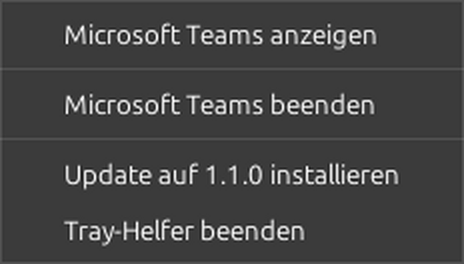 Microsoft Teams anzeigen
Microsoft Teams beenden
Update auf 1.1.0 installieren
Tray-Helfer beenden